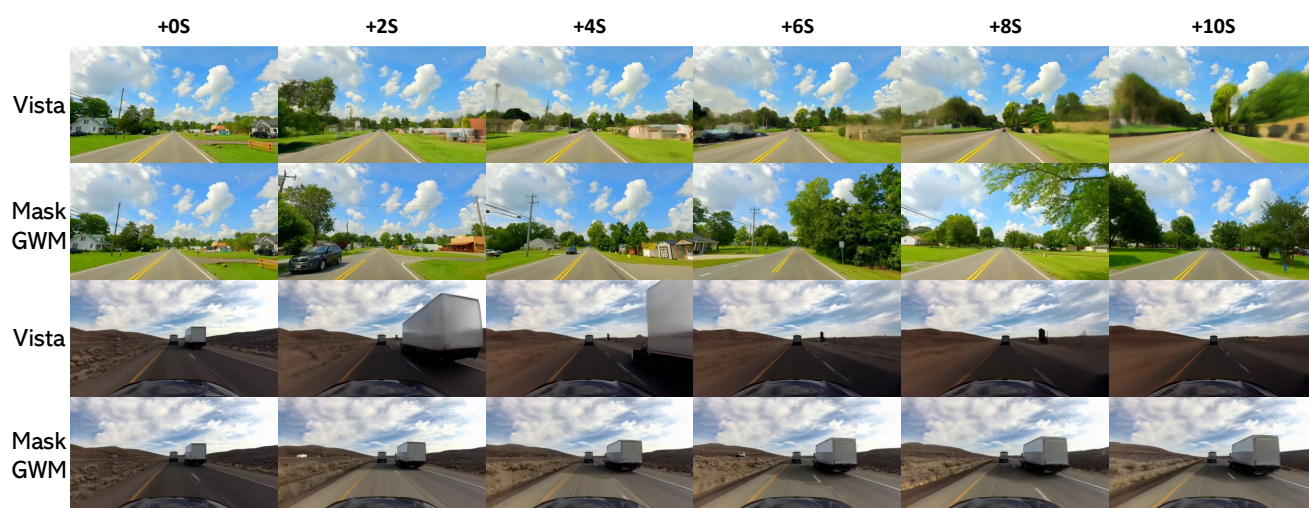 +0S +2S +4S +6S +8S +10S
Vista
Mask
GWM
Vista
Mask
GWM